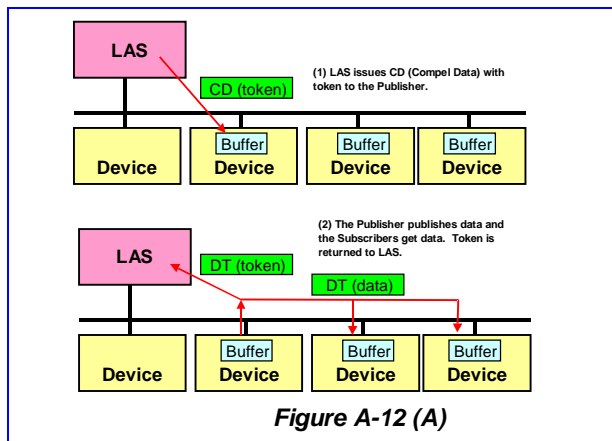 LAS
CD (token)
(1) LAS issues CD (Compel Data) with
token to the Publisher.
Device
Buffer
Device
Buffer
Device
Buffer
Device
(2) The Publisher publishes data and
the Subscribers get data. Token is
returned to LAS.
LAS
DT (token)
DT (data)
Device
Buffer
Device
Buffer
Device
Buffer
Device
Figure A-12 (A)